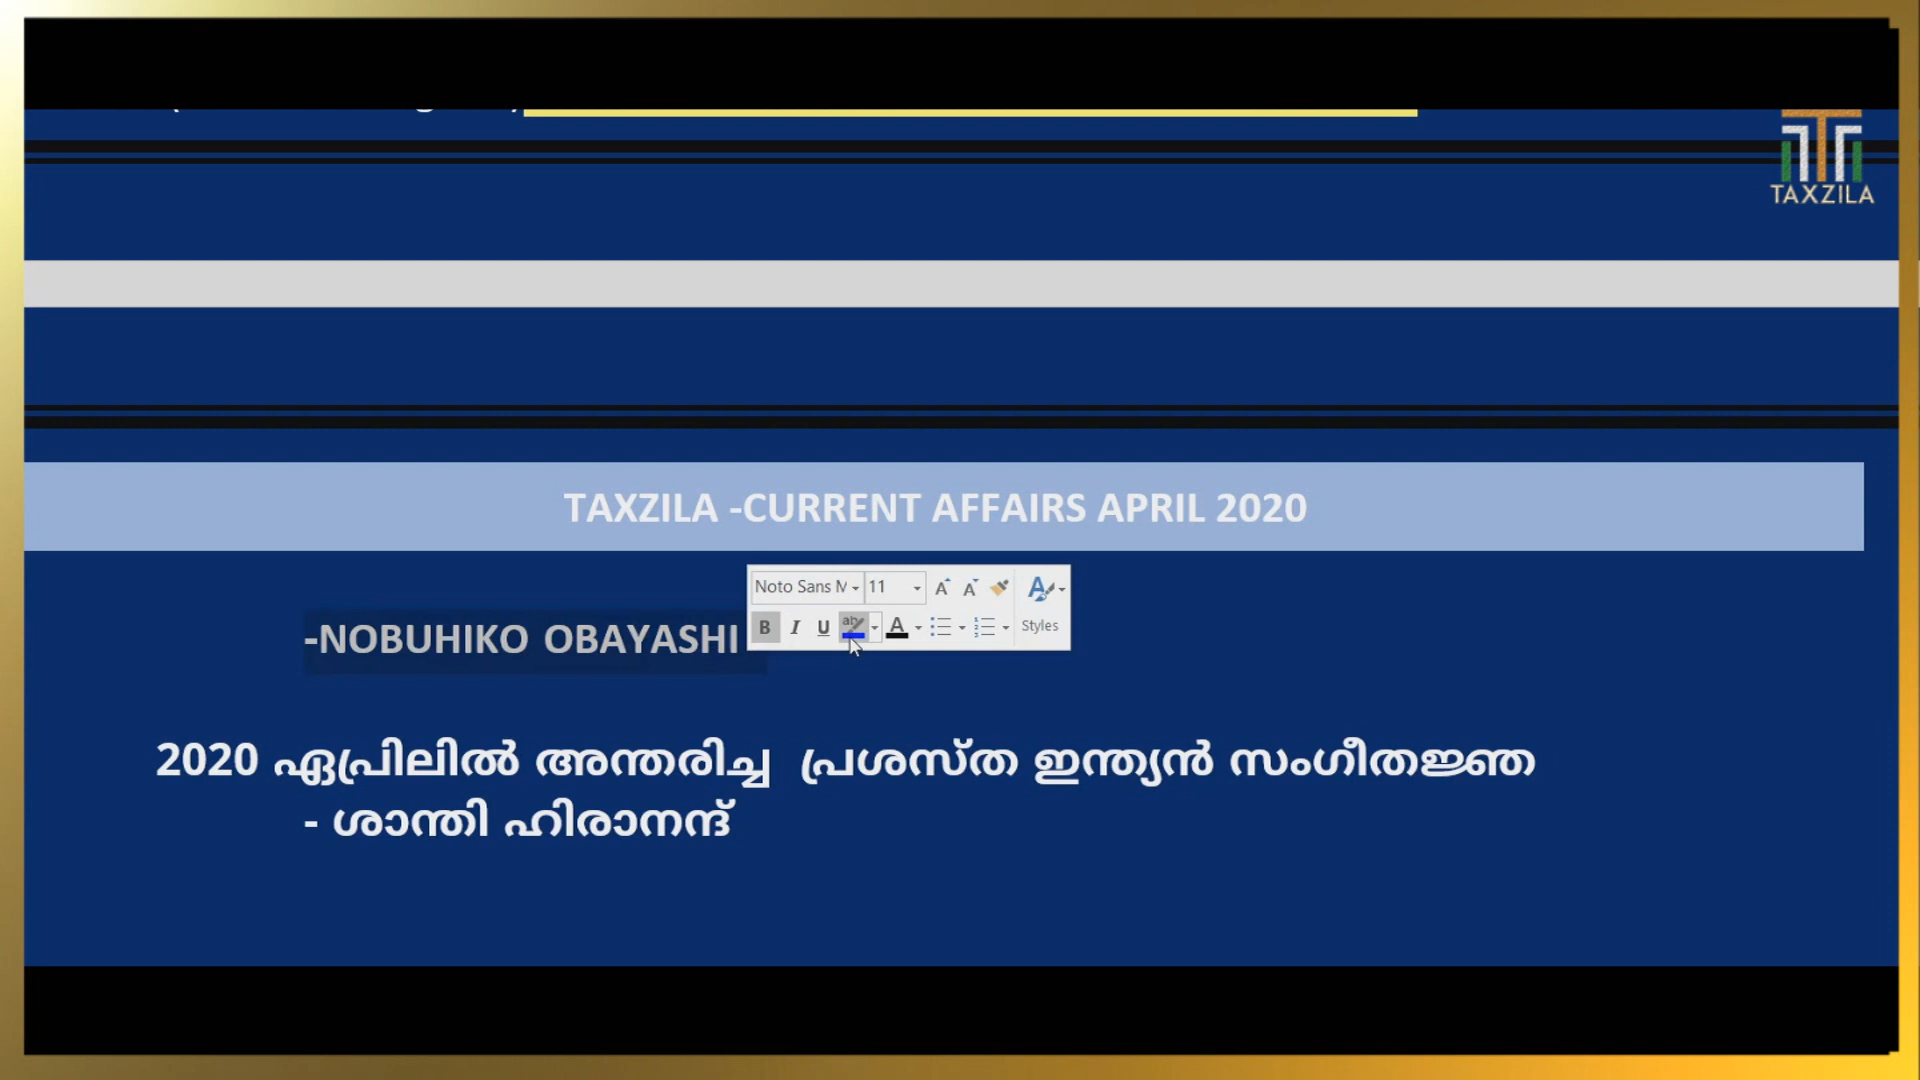 TAXZILA
TAXZILA -CURRENT AFFAIRS APRIL 2020
Noto Sans M 11
-NOBUHIKO OBAYASHI
B I U ab A Styles
2020 ഏപ്രിലിൽ അന്തരിച്ച പ്രശസ്ത ഇന്ത്യൻ സംഗീതജ്ഞ
- ശാന്തി ഹിരാനന്ദ്